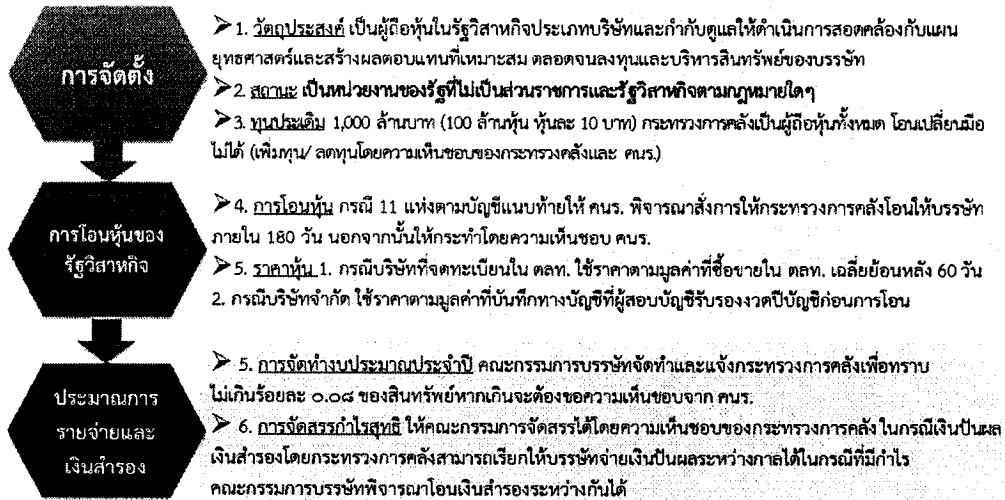 การจัดตั้ง
➢1. วัตถุประสงค์ เป็นผู้ถือหุ้นในรัฐวิสาหกิจประเภทบริษัทและกำกับดูแลให้ดำเนินการสอดคล้องกับแผน
ยุทธศาสตร์และสร้างผลตอบแทนที่เหมาะสม ตลอดจนลงทุนและบริหารสินทรัพย์ของบริษัท
➢2. สถานะ เป็นหน่วยงานของรัฐที่ไม่เป็นส่วนราชการและรัฐวิสาหกิจตามกฎหมายใดๆ
➢3. ทุนประเดิม 1,000 ล้านบาท (100 ล้านหุ้น หุ้นละ 10 บาท) กระทรวงการคลังเป็นผู้ถือหุ้นทั้งหมด โอนเปลี่ยนมือ
ไม่ได้ (เพิ่มทุน/ ลดทุนโดยความเห็นชอบของกระทรวงคลังและ คนร.)
การโอนหุ้นของ
รัฐวิสาหกิจ
➢4. การโอนหุ้น กรณี 11 แห่งตามบัญชีแนบท้ายให้ คนร. พิจารณาสั่งการให้กระทรวงการคลังโอนให้บริษัท
ภายใน 180 วัน นอกจากนั้นให้กระทำโดยความเห็นชอบ คนร.
➢5. ราคาหุ้น 1. กรณีบริษัทที่จดทะเบียนใน ตลท. ใช้ราคาตามมูลค่าที่ซื้อขายใน ตลท. เฉลี่ยย้อนหลัง 60 วัน
2. กรณีบริษัทจำกัด ใช้ราคาตามมูลค่าที่บันทึกทางบัญชีที่ผู้สอบบัญชีรับรองงวดปีบัญชีก่อนการโอน
ประมาณการ
รายจ่ายและ
เงินสำรอง
➢ 5. การจัดทำงบประมาณประจำปี คณะกรรมการบริษัทจัดทำและแจ้งกระทรวงการคลังเพื่อทราบ
ไม่เกินร้อยละ ๐.๐๘ ของสินทรัพย์หากเกินจะต้องขอความเห็นชอบจาก คนร.
➢ 6. การจัดสรรกำไรสุทธิ ให้คณะกรรมการจัดสรรได้โดยความเห็นชอบของกระทรวงการคลัง ในกรณีเงินปันผล
เงินสำรองโดยกระทรวงการคลังสามารถเรียกให้บริษัทจ่ายเงินปันผลระหว่างกาลได้ในกรณีที่มีกำไร
คณะกรรมการบริษัทพิจารณาโอนเงินสำรองระหว่างกันได้